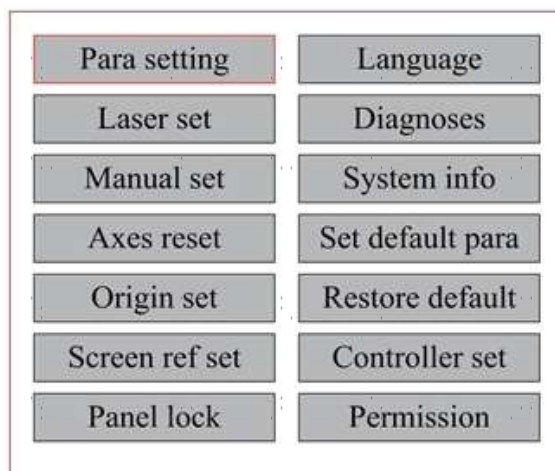 Para setting
Language
Laser set
Diagnoses
Manual set
System info
Axes reset
Set default para
Origin set
Restore default
Screen ref set
Controller set
Panel lock
Permission